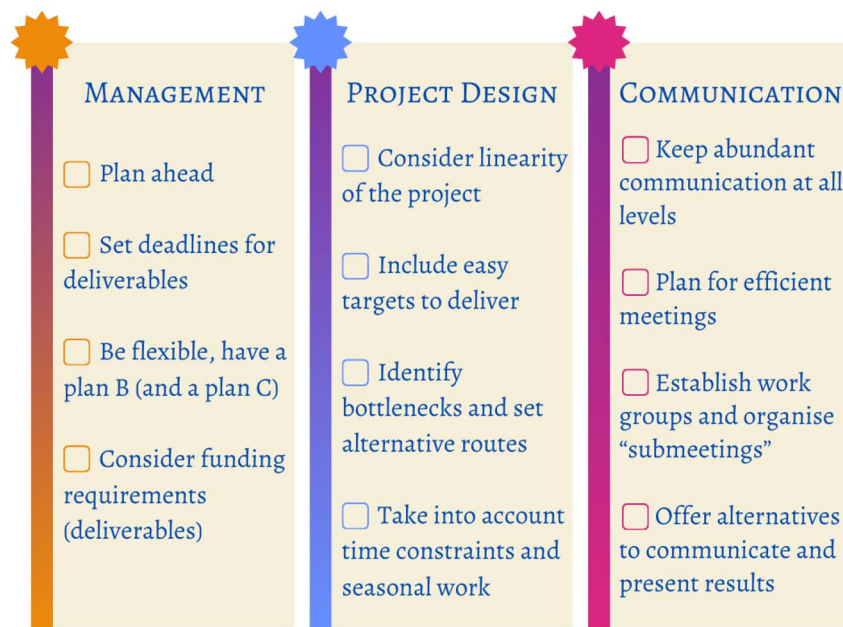 MANAGEMENT
Plan ahead
Set deadlines for
deliverables
Be flexible, have a
plan B (and a plan C)
Consider funding
requirements
(deliverables)
PROJECT DESIGN
Consider linearity
of the project
Include easy
targets to deliver
Identify
bottlenecks and set
alternative routes
Take into account
time constraints and
seasonal work
COMMUNICATION
Keep abundant
communication at all
levels
Plan for efficient
meetings
Establish work
groups and organise
“submeetings”
Offer alternatives
to communicate and
present results